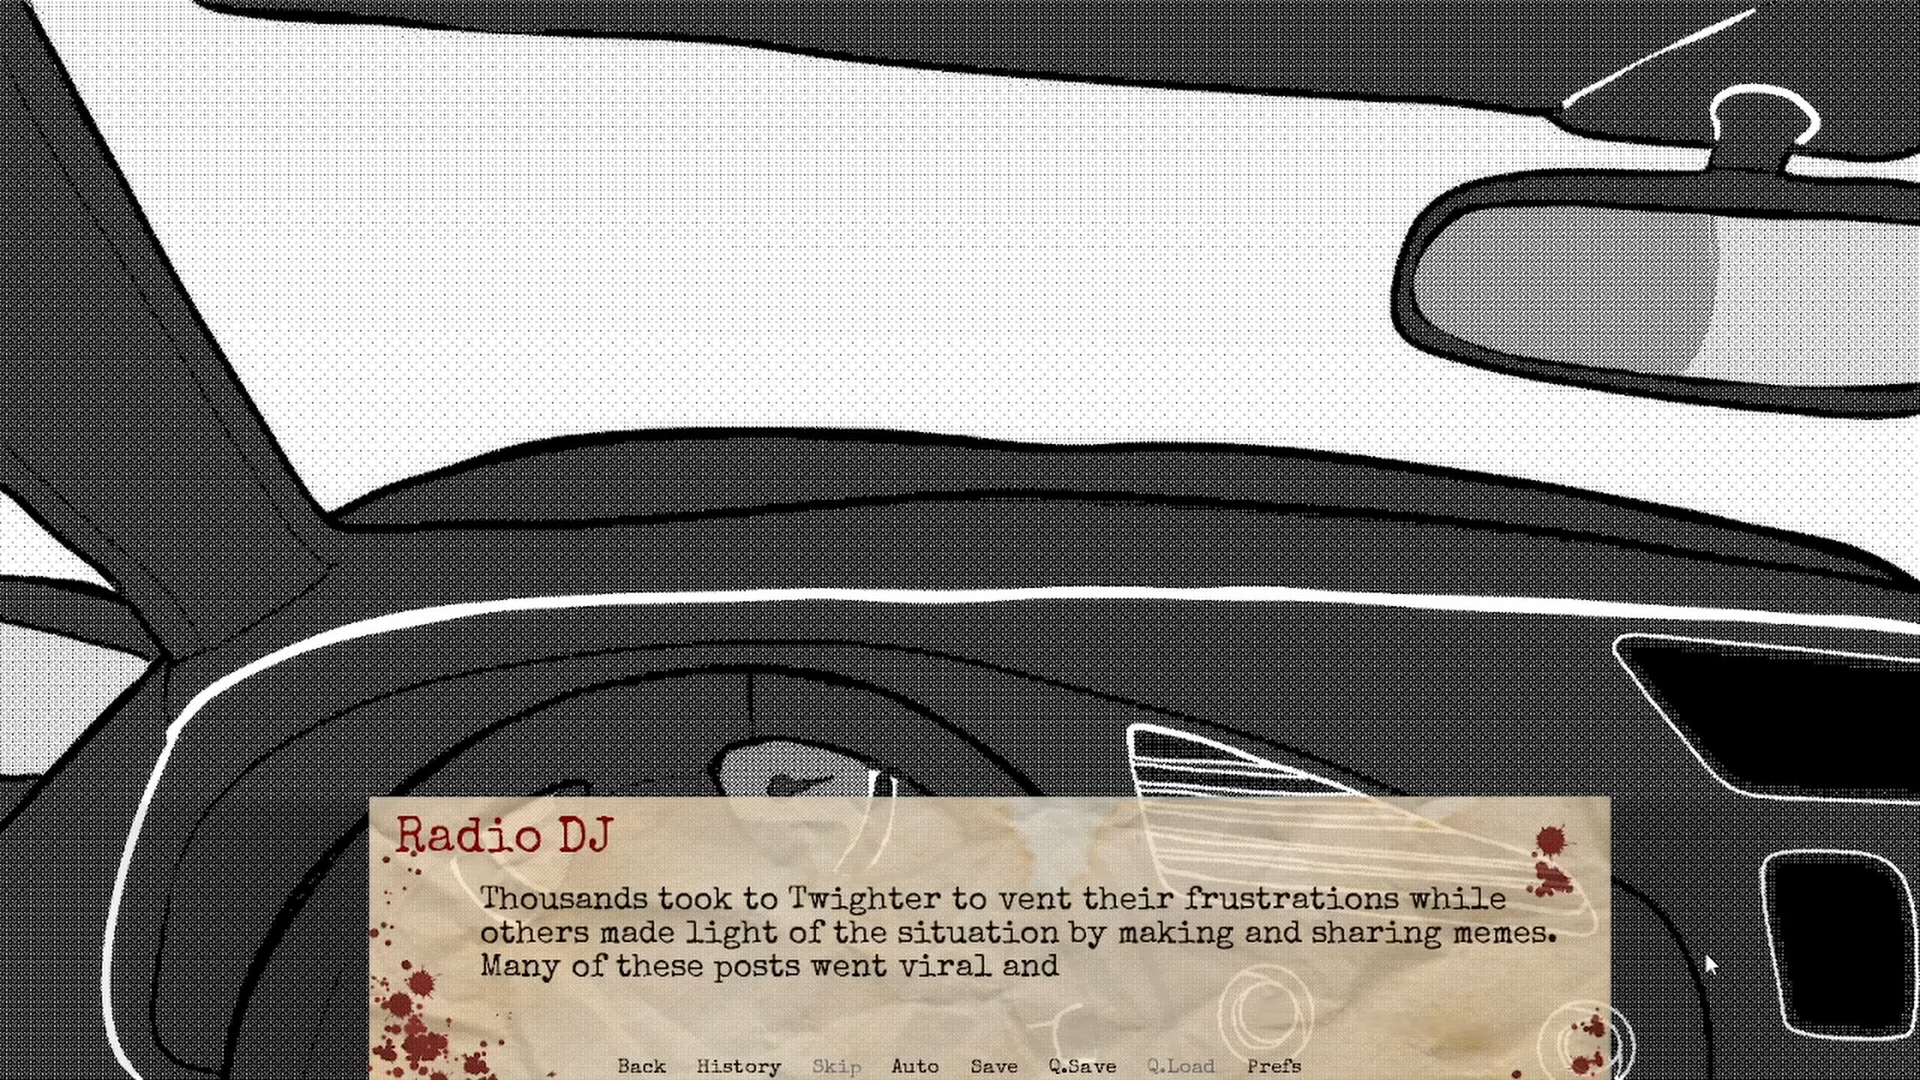 Radio DJ
Thousands took to Twighter to vent their frustrations while
others made light of the situation by making and sharing memes.
Many of these posts went viral and
Back History Skip Auto Save Q.Save Q.Load Prefs